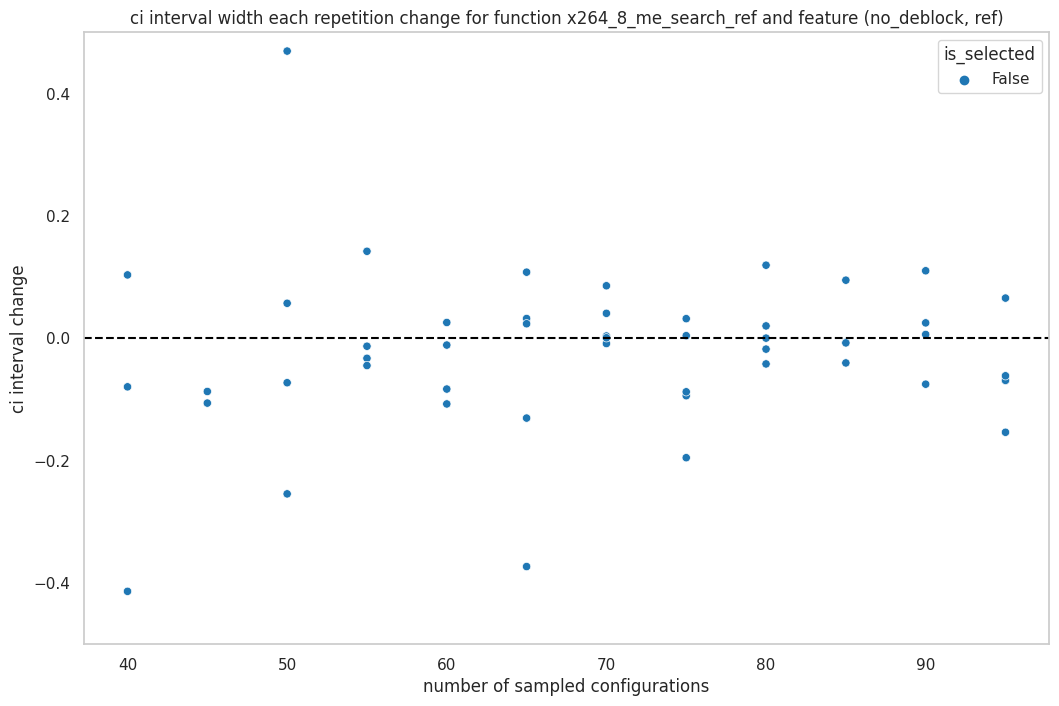 ci interval width each repetition change for function x264_8_me_search_ref and feature (no_deblock, ref)
is_selected
False
0.4
0.2
0.0
−0.2
−0.4
ci interval change
40 50 60 70 80 90
number of sampled configurations